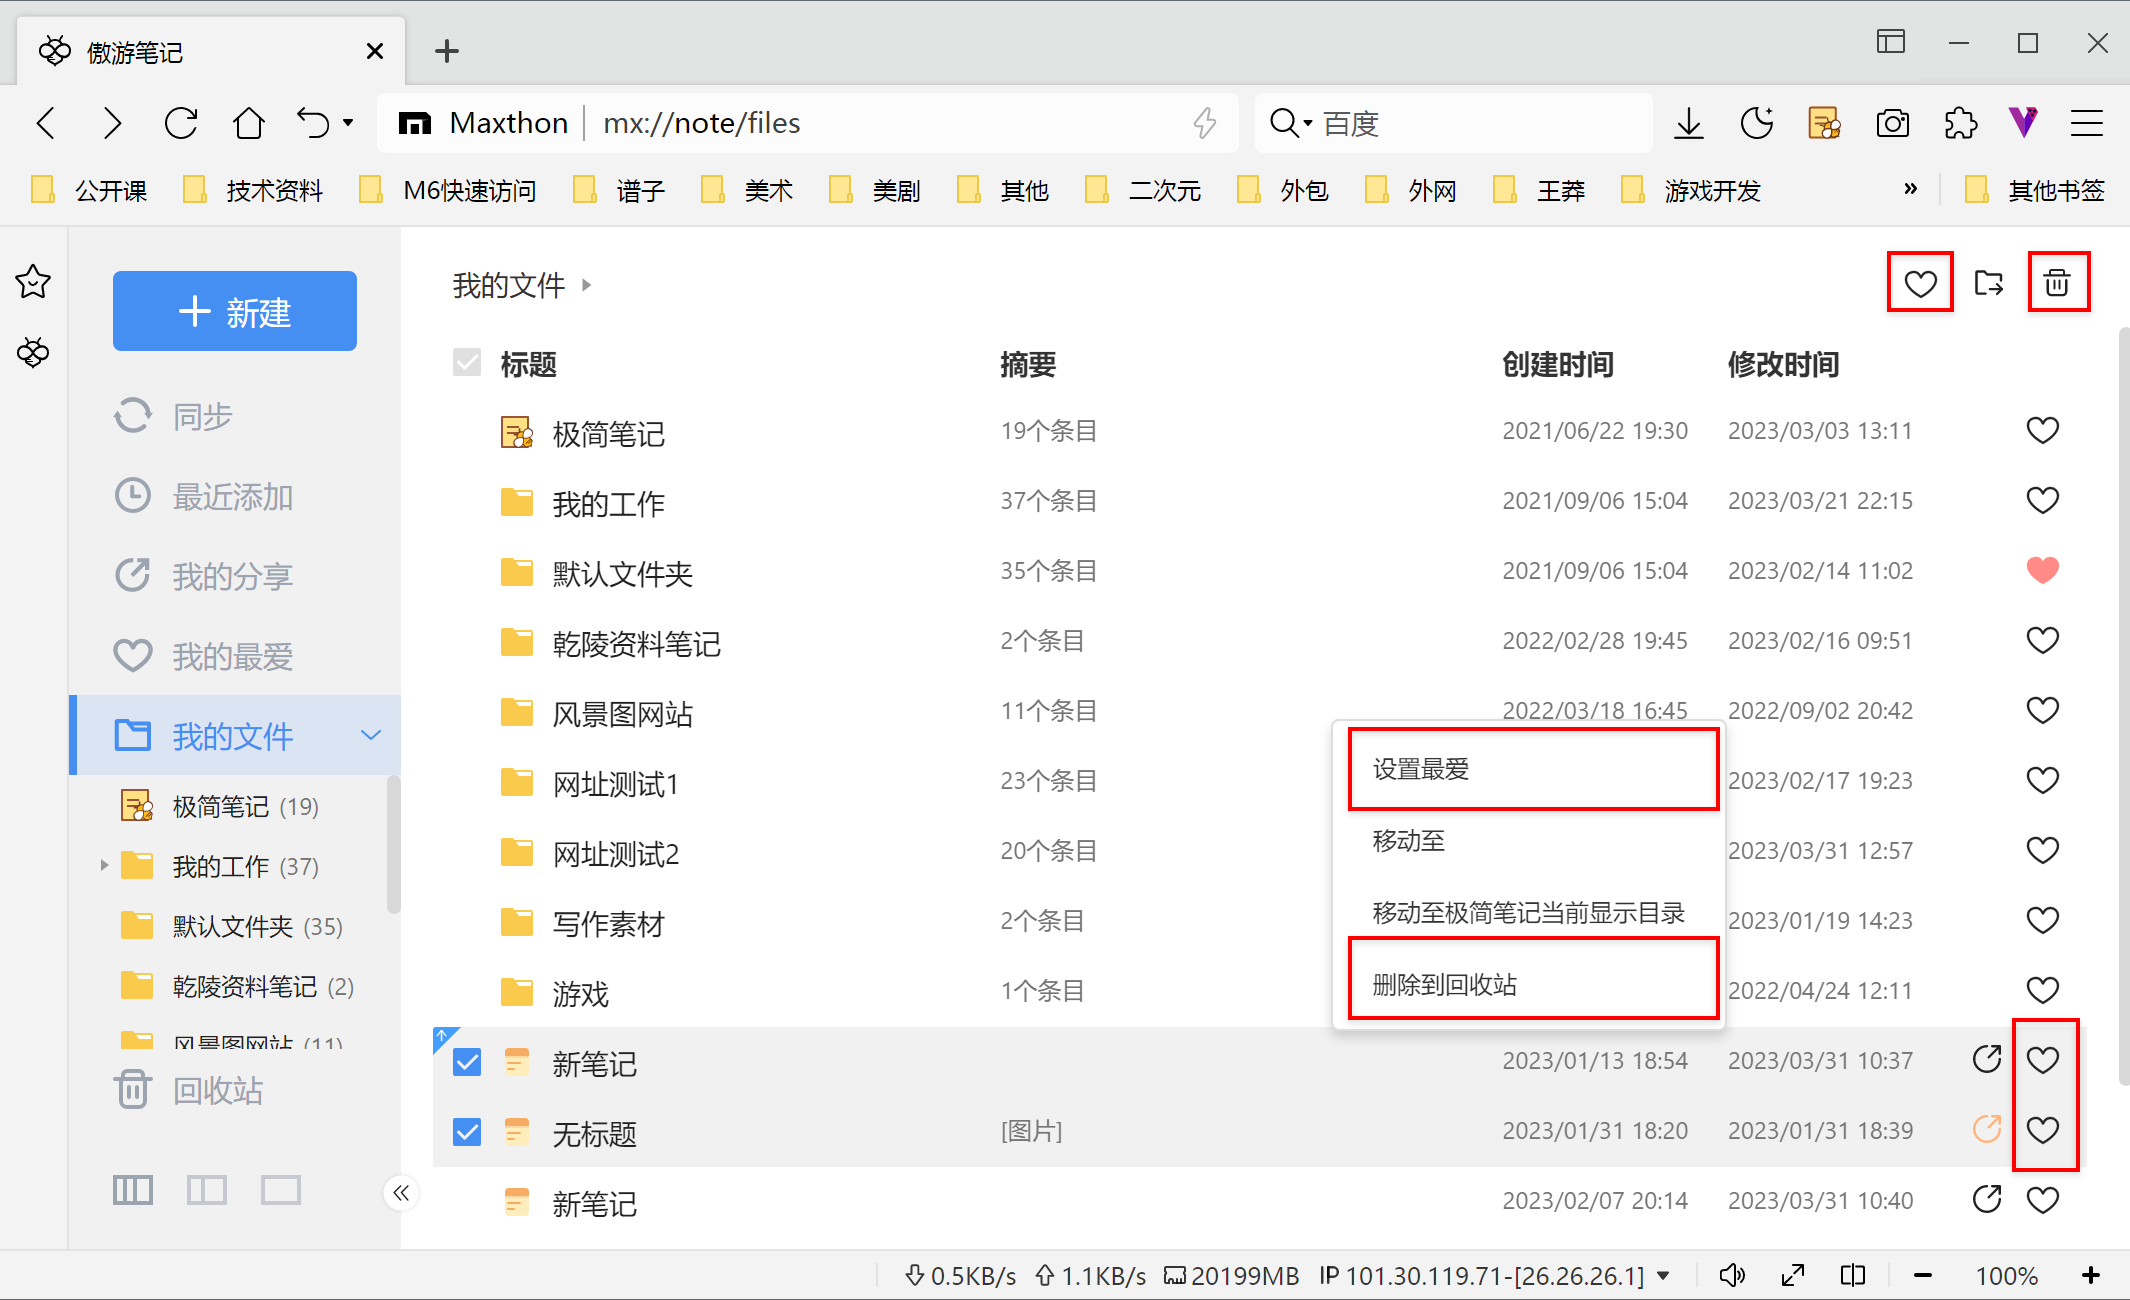 傲游笔记
Maxthon mx://note/files 百度
公开课 技术资料 M6快速访问 谱子 美术 美剧 其他 二次元 外包 外网 王莽 游戏开发 » 其他书签
新建
同步
最近添加
我的分享
我的最爱
我的文件
极简笔记 (19)
我的工作 (37)
默认文件夹 (35)
乾陵资料笔记 (2)
风景图网站 (11)
回收站
我的文件
标题 摘要 创建时间 修改时间
极简笔记 19个条目 2021/06/22 19:30 2023/03/03 13:11
我的工作 37个条目 2021/09/06 15:04 2023/03/21 22:15
默认文件夹 35个条目 2021/09/06 15:04 2023/02/14 11:02
乾陵资料笔记 2个条目 2022/02/28 19:45 2023/02/16 09:51
风景图网站 11个条目 2022/03/18 16:45 2022/09/02 20:42
网址测试1 23个条目 2023/02/17 19:23
网址测试2 20个条目 2023/03/31 12:57
写作素材 2个条目 2023/01/19 14:23
游戏 1个条目 2022/04/24 12:11
新笔记 2023/01/13 18:54 2023/03/31 10:37
无标题 [图片] 2023/01/31 18:20 2023/01/31 18:39
新笔记 2023/02/07 20:14 2023/03/31 10:40
设置最爱
移动至
移动至极简笔记当前显示目录
删除到回收站
0.5KB/s 1.1KB/s 20199MB IP 101.30.119.71-[26.26.26.1] 100%